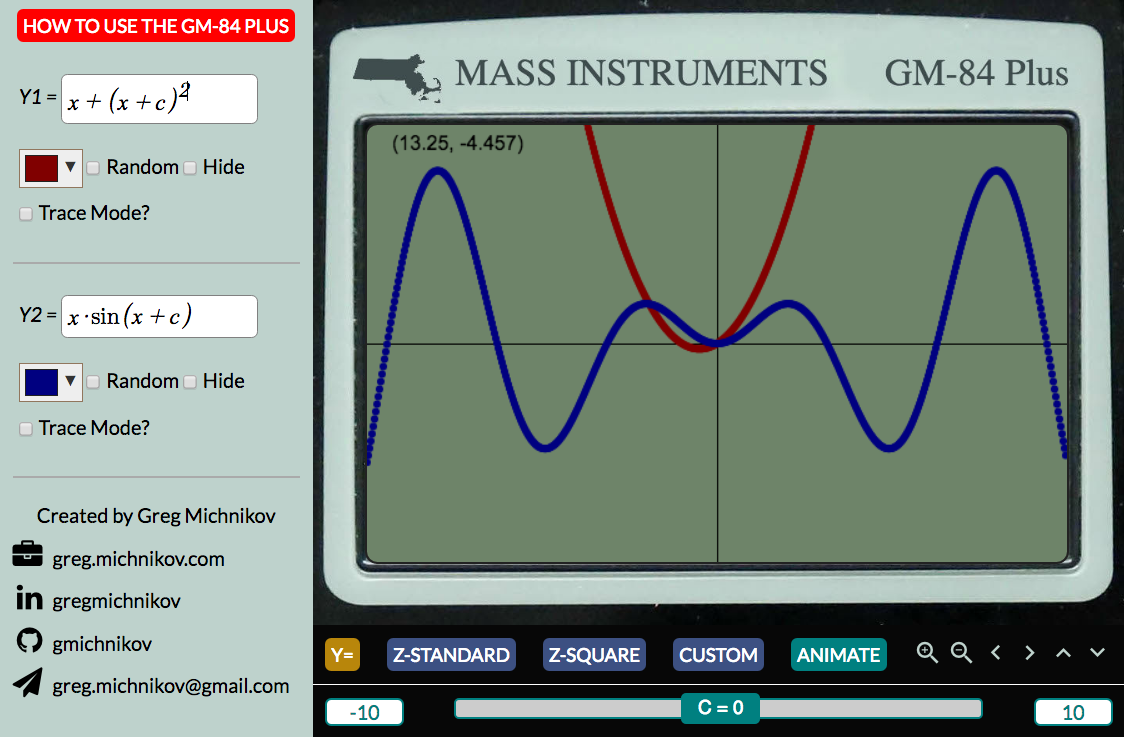 HOW TO USE THE GM-84 PLUS
Y1 = x + (x + c)²
▼ Random Hide
Trace Mode?
Y2 = x·sin(x + c)
▼ Random Hide
Trace Mode?
Created by Greg Michnikov
greg.michnikov.com
in gregmichnikov
gmichnikov
greg.michnikov@gmail.com
MASS INSTRUMENTS GM-84 Plus
(13.25, -4.457)
Y= Z-STANDARD Z-SQUARE CUSTOM ANIMATE
-10 C = 0 10